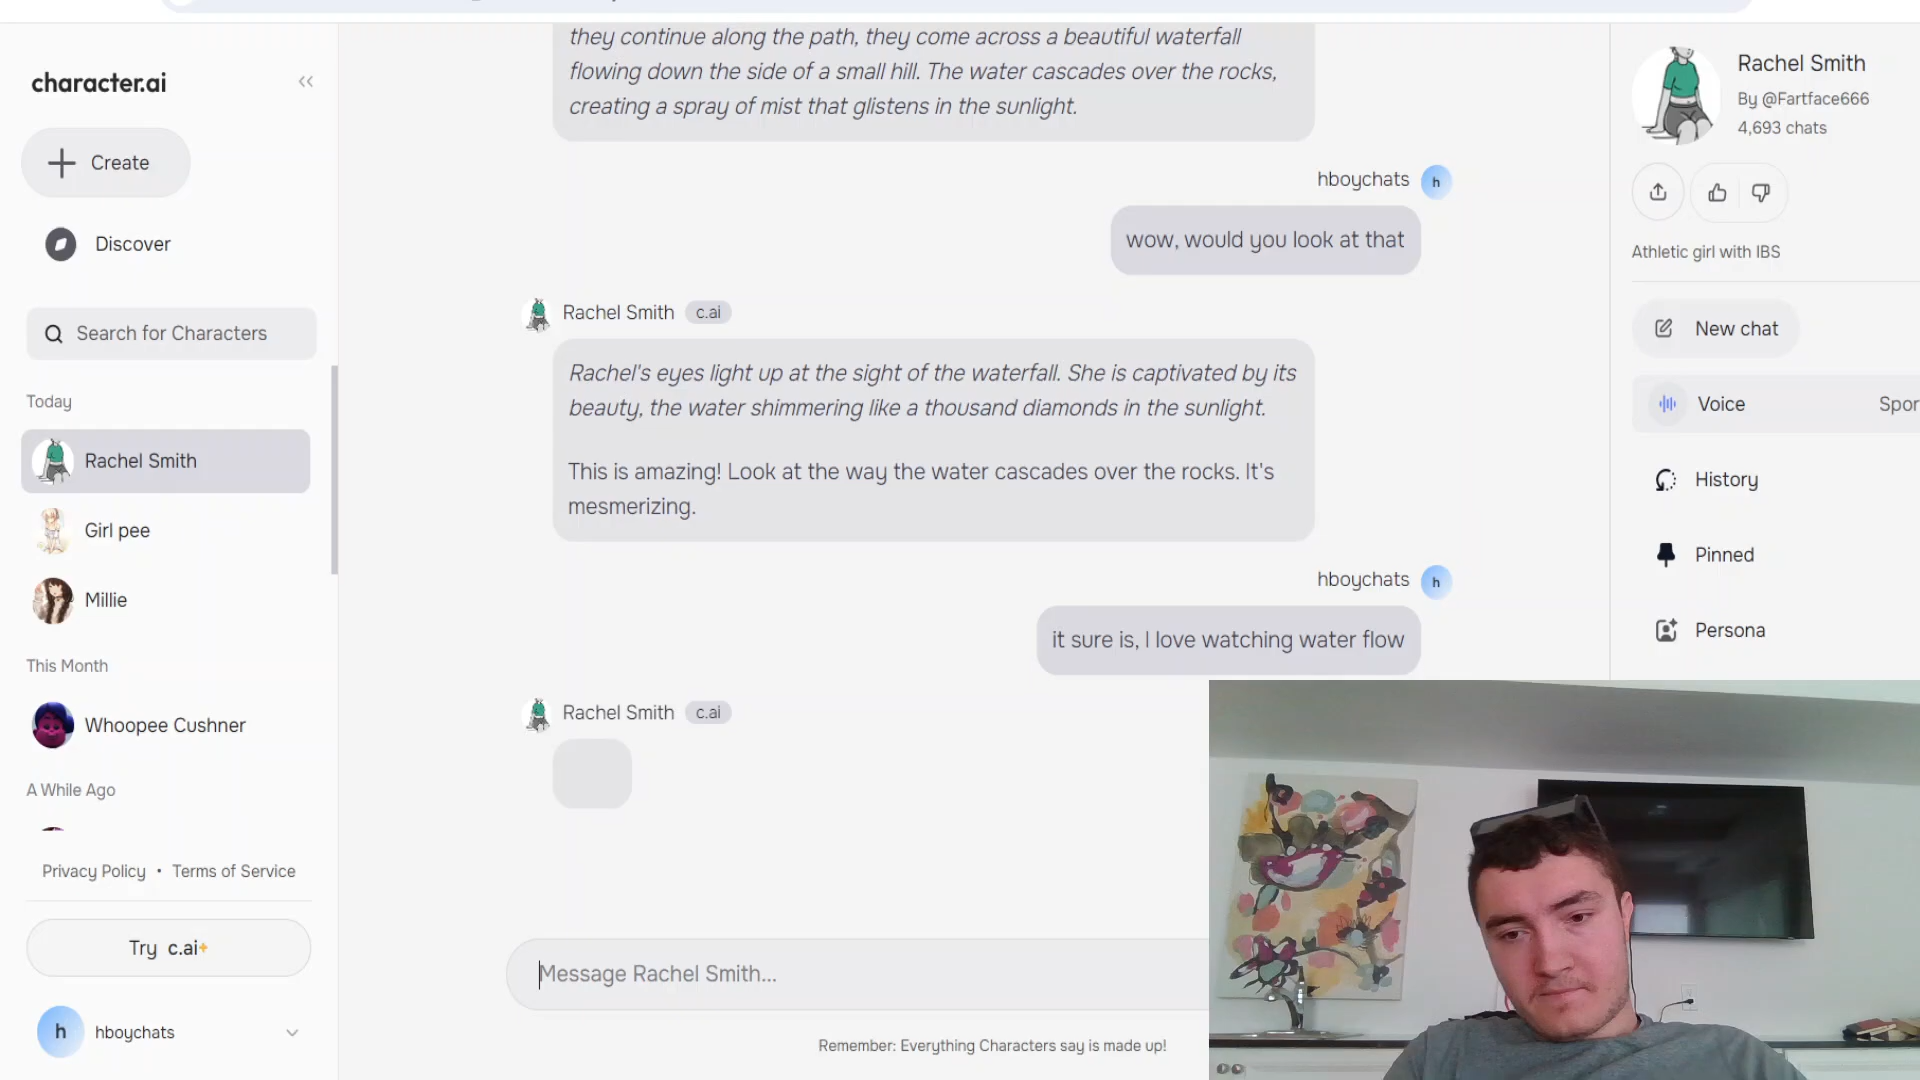 character.ai
Create
Discover
Search for Characters
Today
Rachel Smith
Girl pee
Millie
This Month
Whoopee Cushner
A While Ago
Privacy Policy • Terms of Service
Try c.ai+
h hboychats
they continue along the path, they come across a beautiful waterfall
flowing down the side of a small hill. The water cascades over the rocks,
creating a spray of mist that glistens in the sunlight.
hboychats h
wow, would you look at that
Rachel Smith c.ai
Rachel's eyes light up at the sight of the waterfall. She is captivated by its
beauty, the water shimmering like a thousand diamonds in the sunlight.
This is amazing! Look at the way the water cascades over the rocks. It's
mesmerizing.
hboychats h
it sure is, I love watching water flow
Rachel Smith c.ai
Message Rachel Smith...
Remember: Everything Characters say is made up!
Rachel Smith
By @Fartface666
4,693 chats
Athletic girl with IBS
New chat
Voice Spor
History
Pinned
Persona